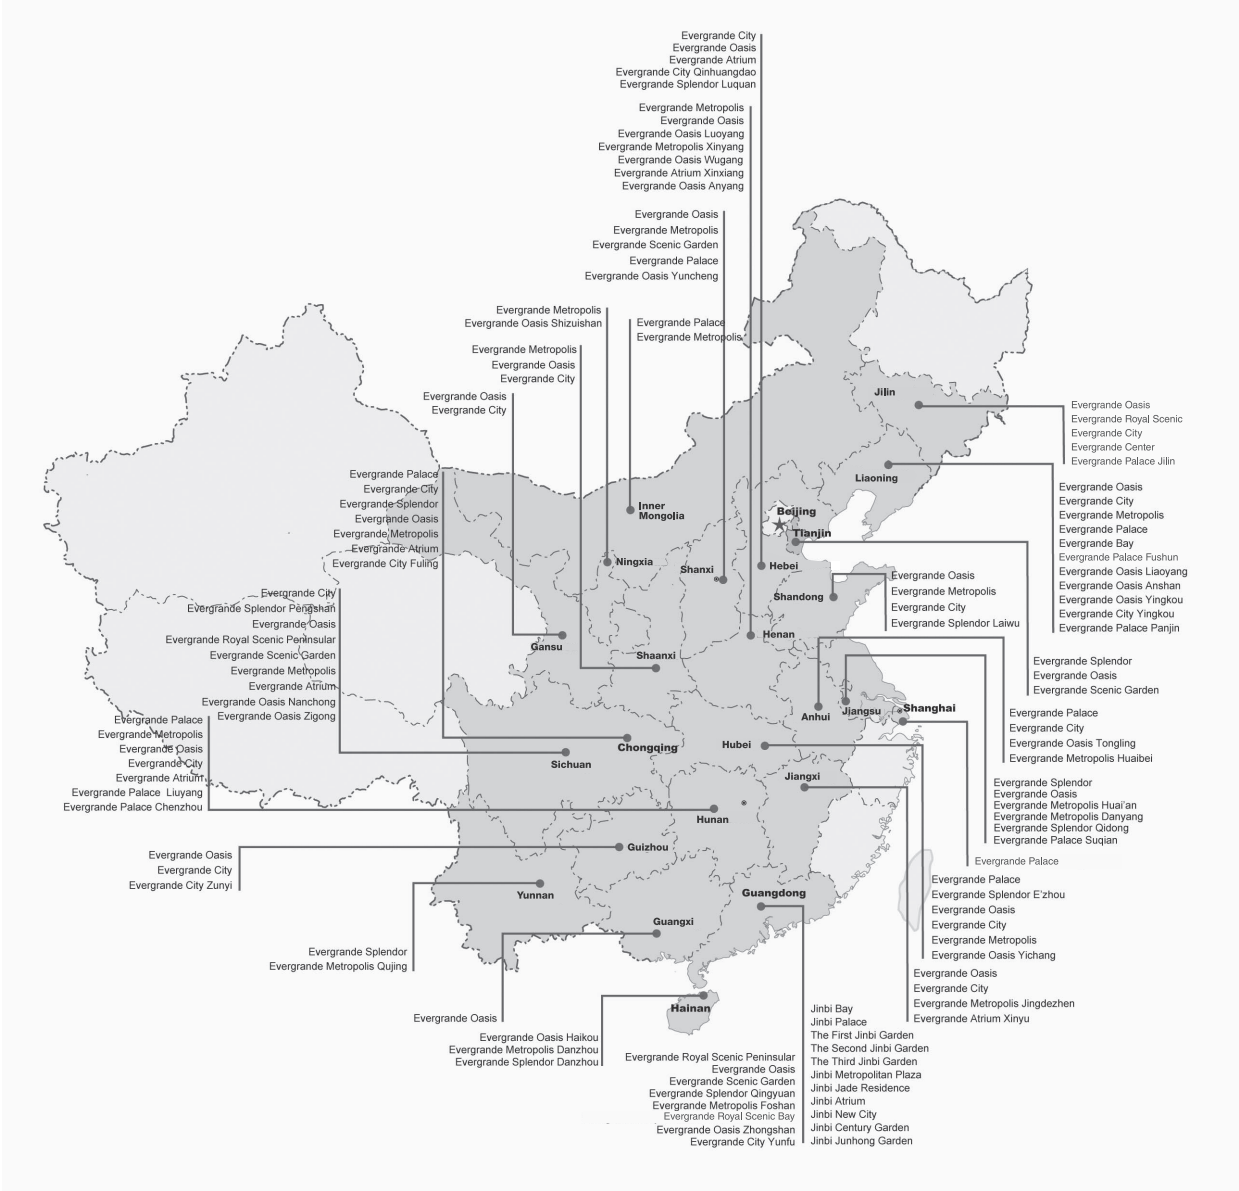 Evergrande City
Evergrande Oasis
Evergrande Atrium
Evergrande City Qinhuangdao
Evergrande Splendor Luquan
Evergrande Metropolis
Evergrande Oasis
Evergrande Oasis Luoyang
Evergrande Metropolis Xinyang
Evergrande Oasis Wugang
Evergrande Atrium Xinxiang
Evergrande Oasis Anyang
Evergrande Oasis
Evergrande Metropolis
Evergrande Scenic Garden
Evergrande Palace
Evergrande Oasis Yuncheng
Evergrande Metropolis
Evergrande Oasis Shizuishan
Evergrande Palace
Evergrande Metropolis
Evergrande Metropolis
Evergrande Oasis
Evergrande City
Evergrande Oasis
Evergrande City
Jilin
Evergrande Oasis
Evergrande Royal Scenic
Evergrande City
Evergrande Center
Evergrande Palace Jilin
Liaoning
Evergrande Oasis
Evergrande City
Evergrande Metropolis
Evergrande Palace
Evergrande Bay
Evergrande Palace Fushun
Evergrande Oasis Liaoyang
Evergrande Oasis Anshan
Evergrande Oasis Yingkou
Evergrande City Yingkou
Evergrande Palace Panjin
Evergrande Palace
Evergrande City
Evergrande Splendor
Evergrande Oasis
Evergrande Metropolis
Evergrande Atrium
Evergrande City Fuling
Inner
Mongolia
Beijing
Tianjin
Ningxia
Shanxi
Hebei
Shandong
Evergrande Oasis
Evergrande Metropolis
Evergrande City
Evergrande Splendor Laiwu
Evergrande City
Evergrande Splendor Pengshan
Evergrande Oasis
Evergrande Royal Scenic Peninsular
Evergrande Scenic Garden
Evergrande Metropolis
Evergrande Atrium
Evergrande Oasis Nanchong
Evergrande Oasis Zigong
Gansu
Henan
Shaanxi
Evergrande Splendor
Evergrande Oasis
Evergrande Scenic Garden
Anhui
Jiangsu
Shanghai
Evergrande Palace
Evergrande City
Evergrande Oasis Tongling
Evergrande Metropolis Huaibei
Evergrande Palace
Evergrande Metropolis
Evergrande Oasis
Evergrande City
Evergrande Atrium
Evergrande Palace Liuyang
Evergrande Palace Chenzhou
Chongqing
Sichuan
Hubei
Jiangxi
Hunan
Evergrande Splendor
Evergrande Oasis
Evergrande Metropolis Huai'an
Evergrande Metropolis Danyang
Evergrande Splendor Qidong
Evergrande Palace Suqian
Evergrande Palace
Evergrande Oasis
Evergrande City
Evergrande City Zunyi
Guizhou
Yunnan
Guangdong
Guangxi
Evergrande Palace
Evergrande Splendor E'zhou
Evergrande Oasis
Evergrande City
Evergrande Metropolis
Evergrande Oasis Yichang
Evergrande Splendor
Evergrande Metropolis Qujing
Evergrande Oasis
Evergrande City
Evergrande Metropolis Jingdezhen
Evergrande Atrium Xinyu
Evergrande Oasis
Hainan
Evergrande Oasis Haikou
Evergrande Metropolis Danzhou
Evergrande Splendor Danzhou
Evergrande Royal Scenic Peninsular
Evergrande Oasis
Evergrande Scenic Garden
Evergrande Splendor Qingyuan
Evergrande Metropolis Foshan
Evergrande Royal Scenic Bay
Evergrande Oasis Zhongshan
Evergrande City Yunfu
Jinbi Bay
Jinbi Palace
The First Jinbi Garden
The Second Jinbi Garden
The Third Jinbi Garden
Jinbi Metropolitan Plaza
Jinbi Jade Residence
Jinbi Atrium
Jinbi New City
Jinbi Century Garden
Jinbi Junhong Garden